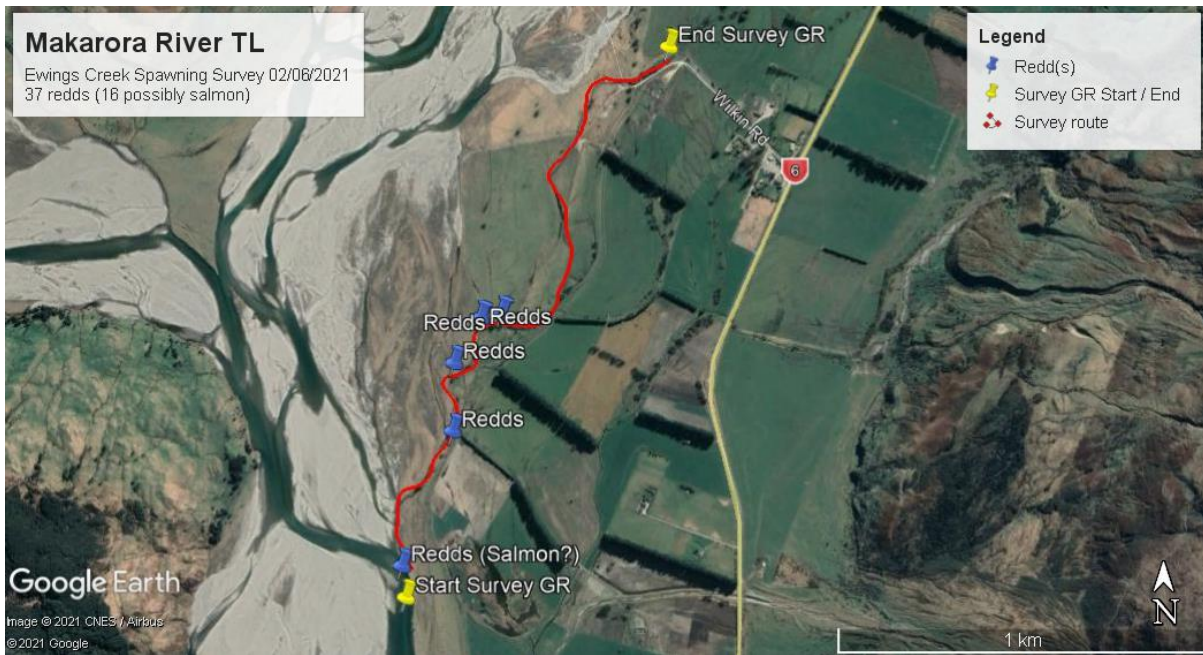 Makarora River TL
Ewings Creek Spawning Survey 02/06/2021
37 redds (16 possibly salmon)
Legend
Redd(s)
Survey GR Start / End
Survey route
End Survey GR
Wilkin Rd
6
Redds
Redds
Redds
Redds
Redds (Salmon?)
Start Survey GR
Google Earth
Image © 2021 CNES / Airbus
© 2021 Google
N
1 km